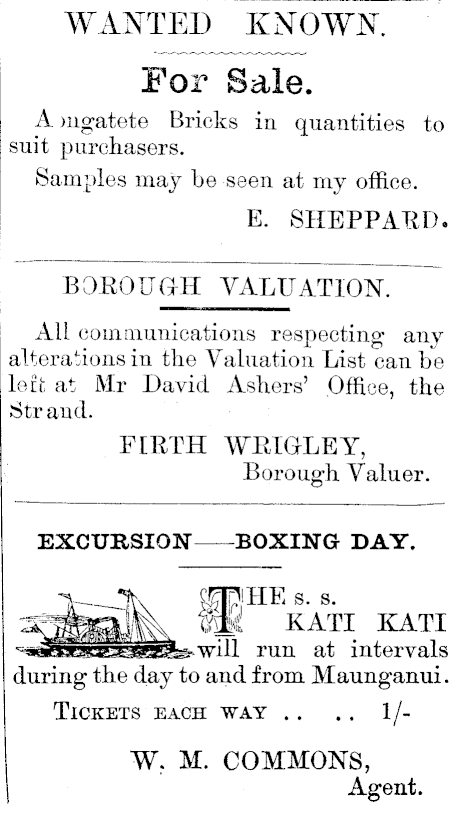 WANTED KNOWN.
For Sale.
Aongatete Bricks in quantities to
suit purchasers.
Samples may be seen at my office.
E. SHEPPARD.
BOROUGH VALUATION.
All communications respecting any
alterations in the Valuation List can be
left at Mr David Ashers' Office, the
Strand.
FIRTH WRIGLEY,
Borough Valuer.
EXCURSION——BOXING DAY.
THE s. s.
KATI KATI
will run at intervals
during the day to and from Maunganui.
TICKETS EACH WAY .. .. 1/-
W. M. COMMONS,
Agent.